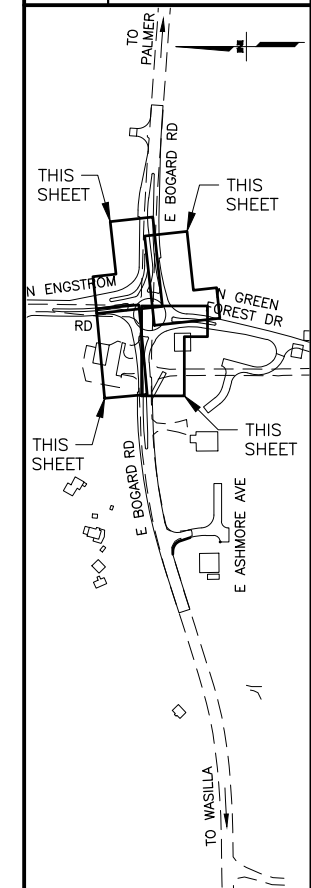 TO
PALMER
E BOGARD RD
THIS
SHEET
THIS
SHEET
N ENGSTROM
RD
N GREEN
FOREST DR
THIS
SHEET
THIS
SHEET
E BOGARD RD
E ASHMORE AVE
TO WASILLA